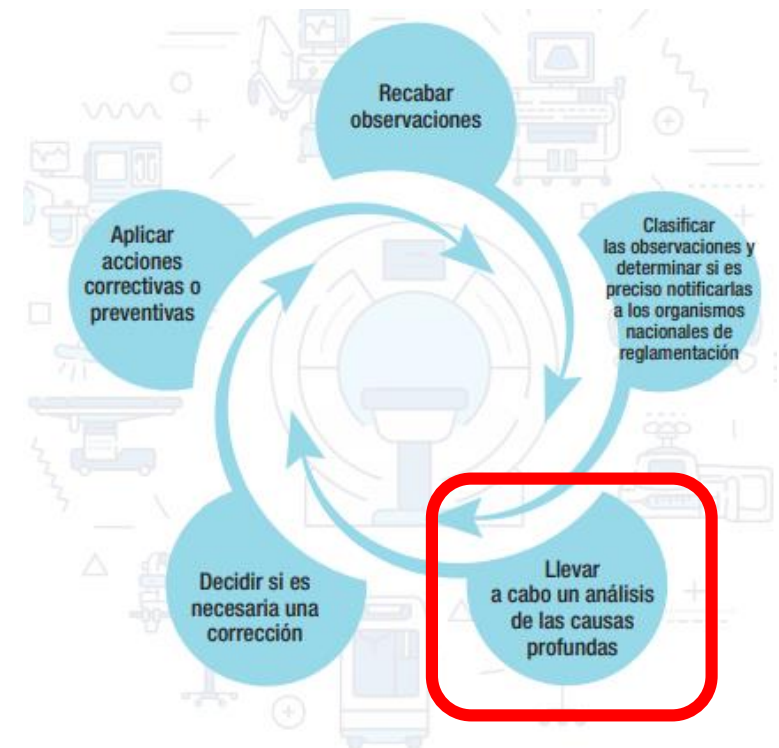 Recabar
observaciones
Clasificar
las observaciones y
determinar si es
preciso notificarlas
a los organismos
nacionales de
reglamentación
Llevar
a cabo un análisis
de las causas
profundas
Decidir si es
necesaria una
corrección
Aplicar
acciones
correctivas o
preventivas